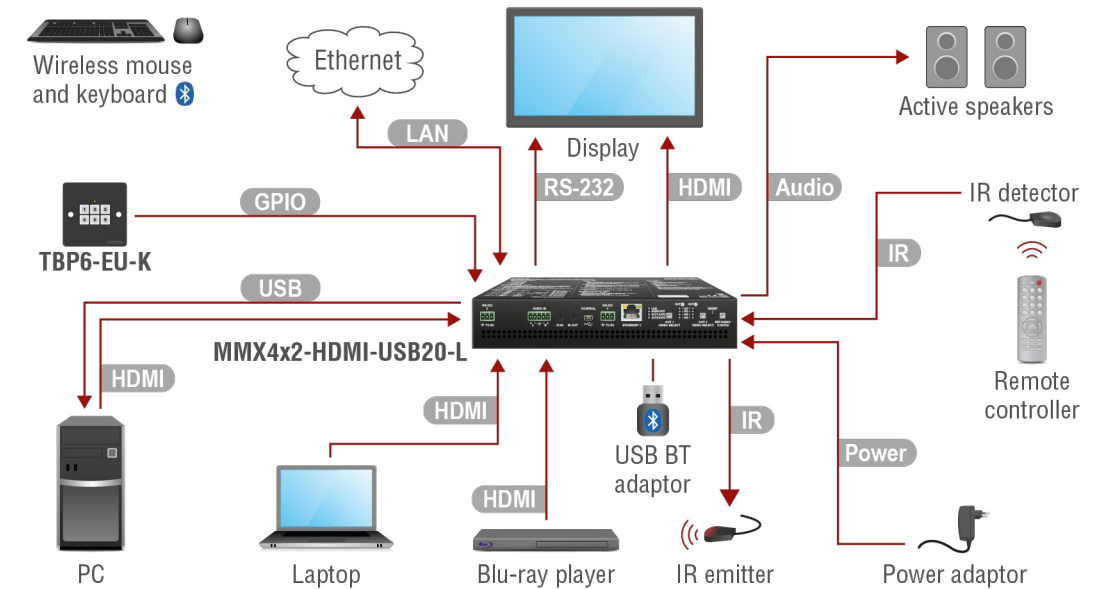 Wireless mouse
and keyboard
Ethernet
Display
Active speakers
LAN
RS-232
HDMI
Audio
GPIO
TBP6-EU-K
IR detector
IR
USB
MMX4x2-HDMI-USB20-L
HDMI
HDMI
Remote
controller
USB BT
adaptor
IR
Power
HDMI
PC
Laptop
Blu-ray player
IR emitter
Power adaptor